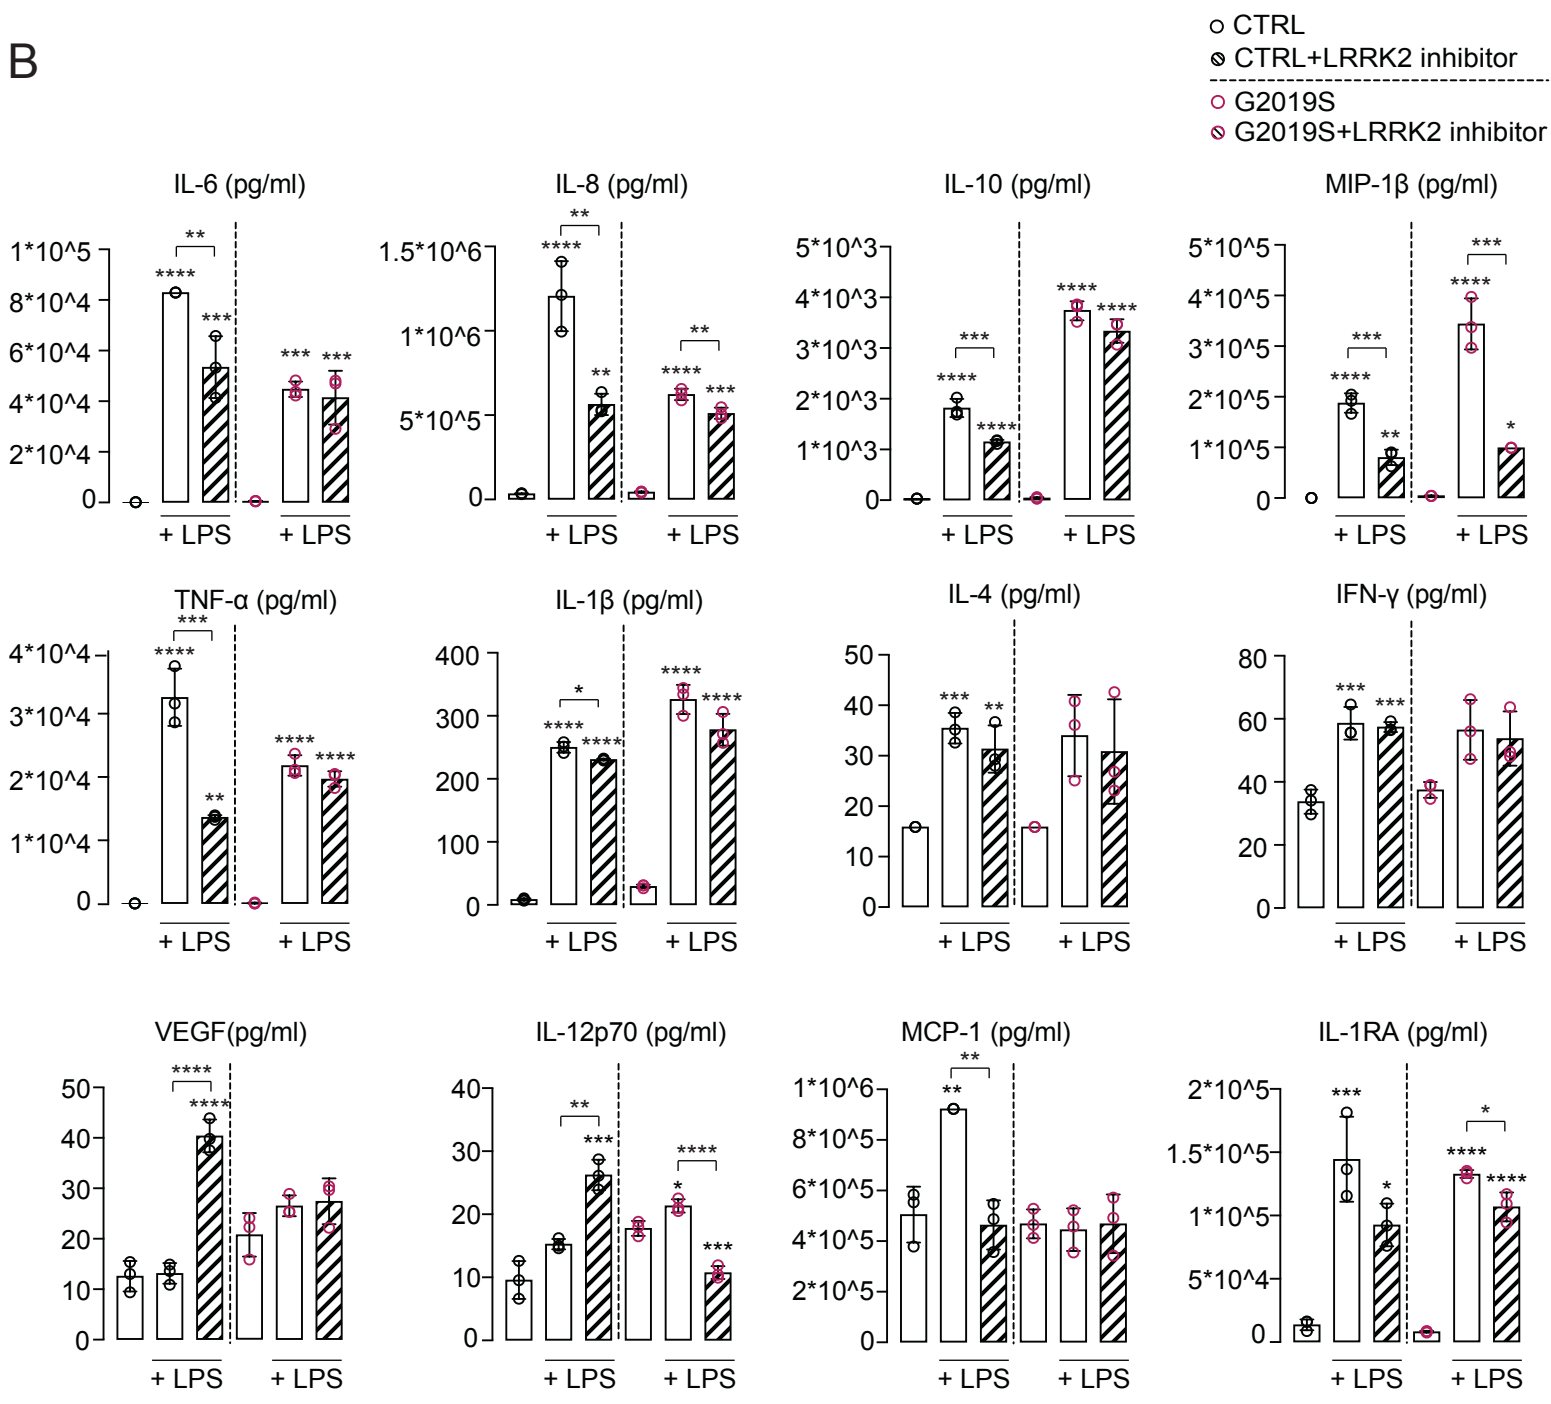 B
CTRL
CTRL+LRRK2 inhibitor
G2019S
G2019S+LRRK2 inhibitor
IL-6 (pg/ml)
**
1*10^5
8*10^4
6*10^4
4*10^4
2*10^4
0
****
***
***
***
+ LPS
+ LPS
IL-8 (pg/ml)
**
1.5*10^6
1*10^6
5*10^5
0
****
**
**
****
***
+ LPS
+ LPS
IL-10 (pg/ml)
5*10^3
4*10^3
3*10^3
2*10^3
1*10^3
0
***
****
****
****
****
+ LPS
+ LPS
MIP-1β (pg/ml)
5*10^5
4*10^5
3*10^5
2*10^5
1*10^5
0
***
****
**
***
****
*
+ LPS
+ LPS
TNF-α (pg/ml)
***
4*10^4
3*10^4
2*10^4
1*10^4
0
****
**
****
****
+ LPS
+ LPS
IL-1β (pg/ml)
400
300
200
100
0
*
****
****
****
****
+ LPS
+ LPS
IL-4 (pg/ml)
50
40
30
20
10
0
***
**
+ LPS
+ LPS
IFN-γ (pg/ml)
80
60
40
20
0
***
***
+ LPS
+ LPS
VEGF(pg/ml)
****
50
40
30
20
10
0
****
+ LPS
+ LPS
IL-12p70 (pg/ml)
40
30
20
10
0
**
***
****
*
***
+ LPS
+ LPS
MCP-1 (pg/ml)
**
1*10^6
8*10^5
6*10^5
4*10^5
2*10^5
0
**
+ LPS
+ LPS
IL-1RA (pg/ml)
2*10^5
1.5*10^5
1*10^5
5*10^4
0
***
*
*
****
****
+ LPS
+ LPS